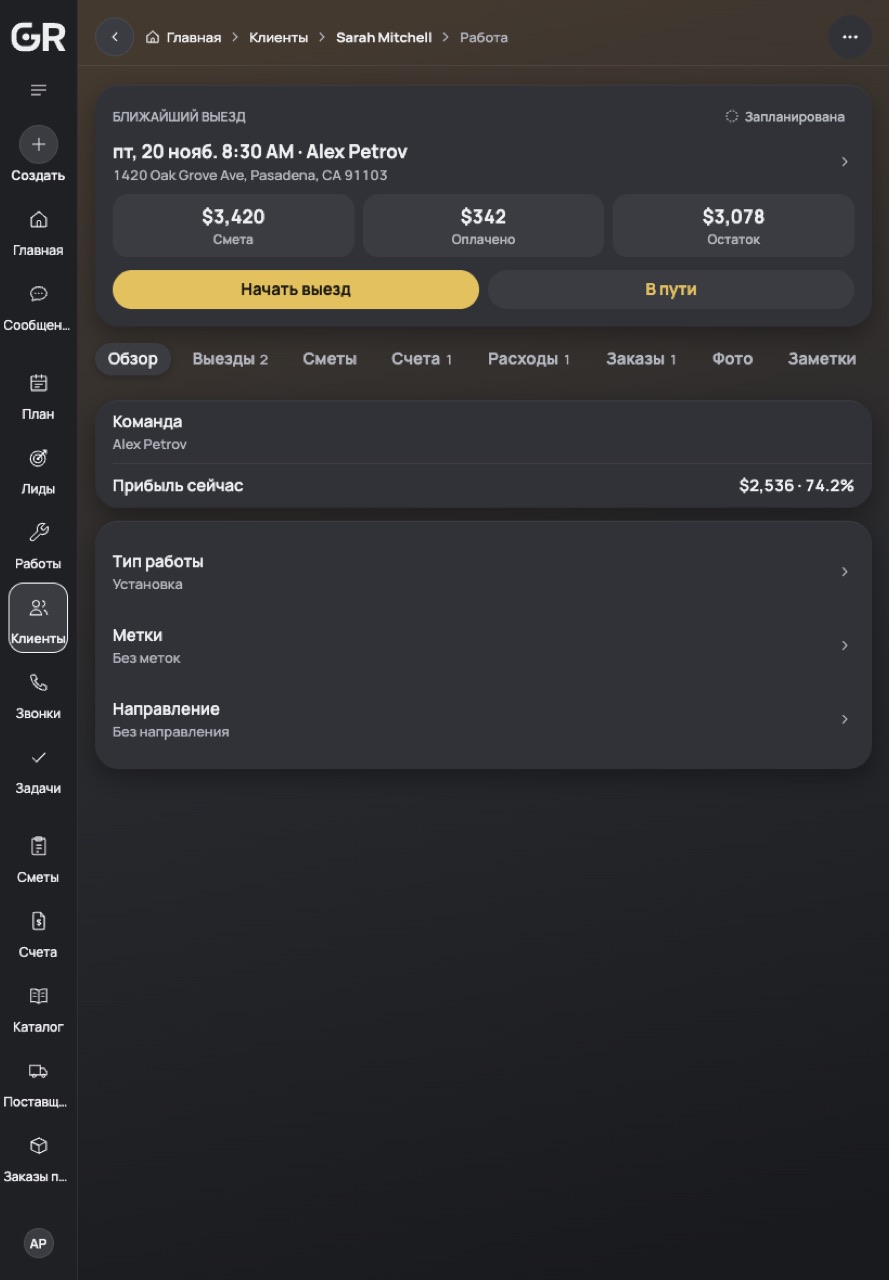 GR
Главная
Клиенты
Sarah Mitchell
Работа
Создать
Главная
Сообщен...
План
Лиды
Работы
Клиенты
Звонки
Задачи
Сметы
Счета
Каталог
Поставщ...
Заказы п...
AP
БЛИЖАЙШИЙ ВЫЕЗД
Запланирована
пт, 20 нояб. 8:30 AM · Alex Petrov
1420 Oak Grove Ave, Pasadena, CA 91103
$3,420
Смета
$342
Оплачено
$3,078
Остаток
Начать выезд
В пути
Обзор
Выезды 2
Сметы
Счета 1
Расходы 1
Заказы 1
Фото
Заметки
Команда
Alex Petrov
Прибыль сейчас
$2,536 · 74.2%
Тип работы
Установка
Метки
Без меток
Направление
Без направления